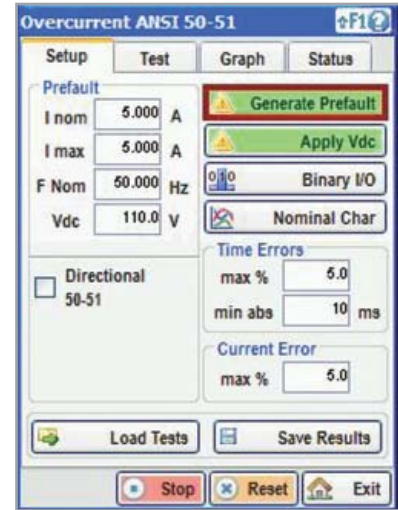 Overcurrent ANSI 50-51 F1
Setup Test Graph Status
Prefault
I nom 5.000 A
I max 5.000 A
F Nom 50.000 Hz
Vdc 110.0 V
Directional
50-51
Generate Prefault
Apply Vdc
Binary I/O
Nominal Char
Time Errors
max % 5.0
min abs 10 ms
Current Error
max % 5.0
Load Tests Save Results
Stop Reset Exit